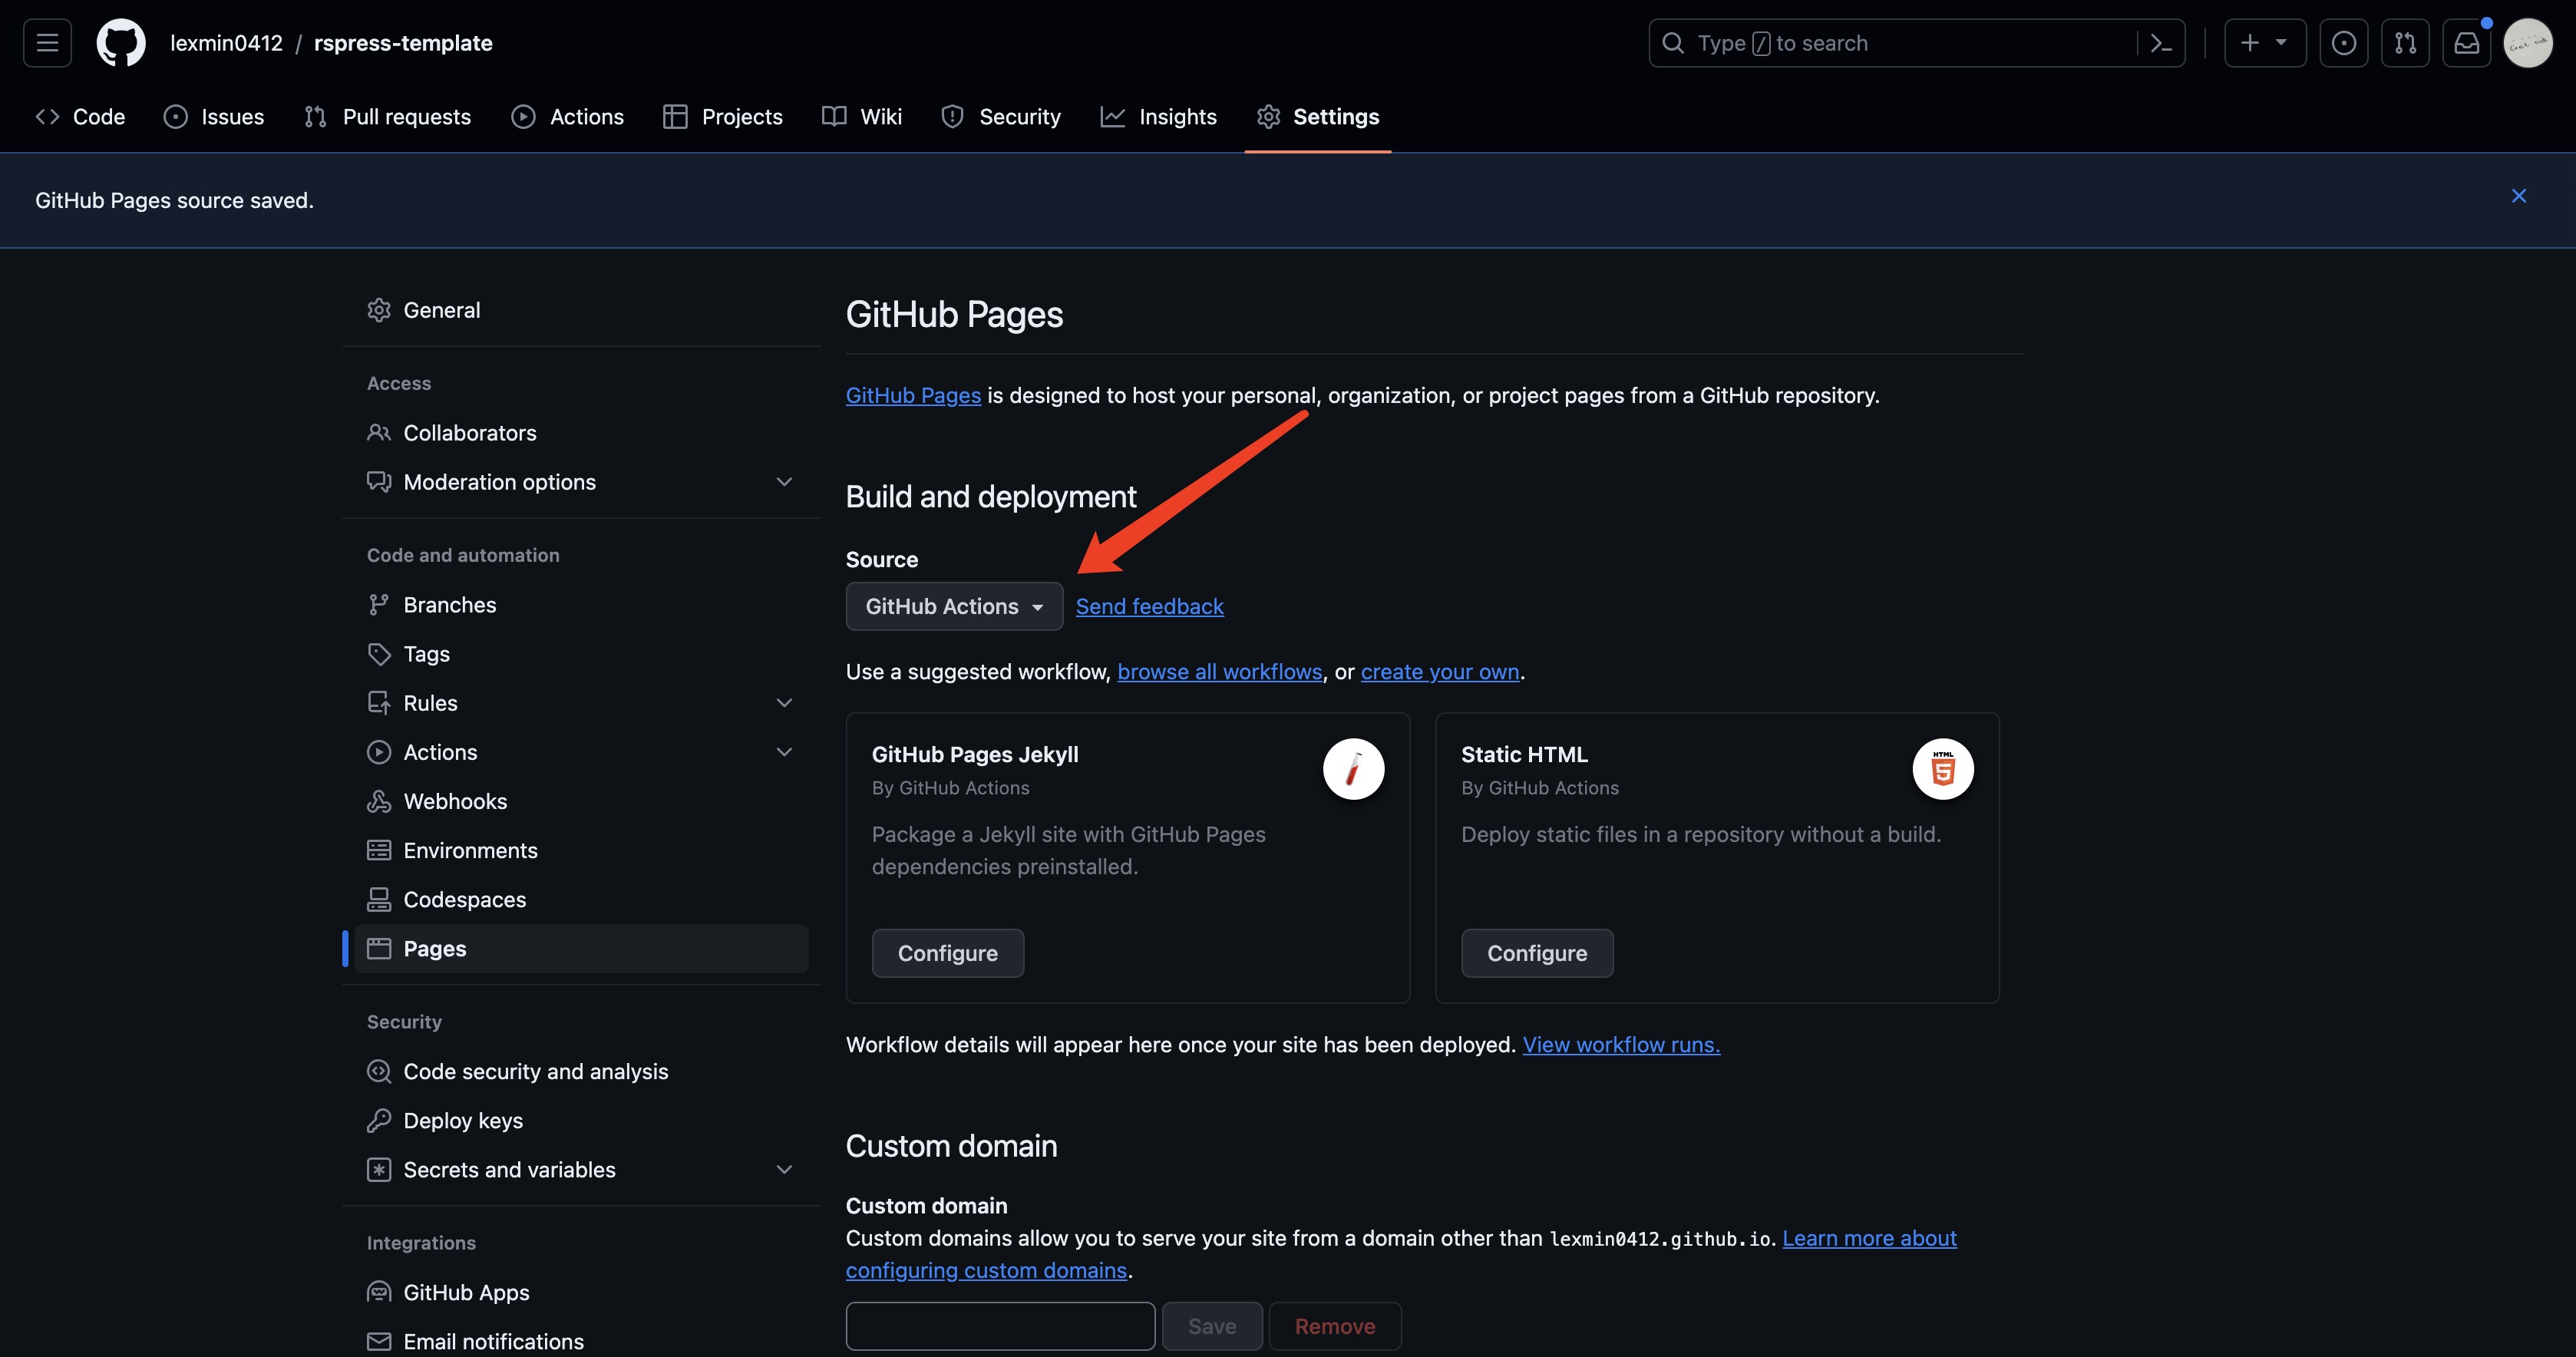 lexmin0412 / rspress-template
Type / to search
Code Issues Pull requests Actions Projects Wiki Security Insights Settings
GitHub Pages source saved.
General
Access
Collaborators
Moderation options
Code and automation
Branches
Tags
Rules
Actions
Webhooks
Environments
Codespaces
Pages
Security
Code security and analysis
Deploy keys
Secrets and variables
Integrations
GitHub Apps
Email notifications
GitHub Pages
GitHub Pages is designed to host your personal, organization, or project pages from a GitHub repository.
Build and deployment
Source
GitHub Actions Send feedback
Use a suggested workflow, browse all workflows, or create your own.
GitHub Pages Jekyll
By GitHub Actions
Package a Jekyll site with GitHub Pages
dependencies preinstalled.
Configure
Static HTML
By GitHub Actions
HTML
5
Deploy static files in a repository without a build.
Configure
Workflow details will appear here once your site has been deployed. View workflow runs.
Custom domain
Custom domain
Custom domains allow you to serve your site from a domain other than lexmin0412.github.io. Learn more about
configuring custom domains.
Save Remove